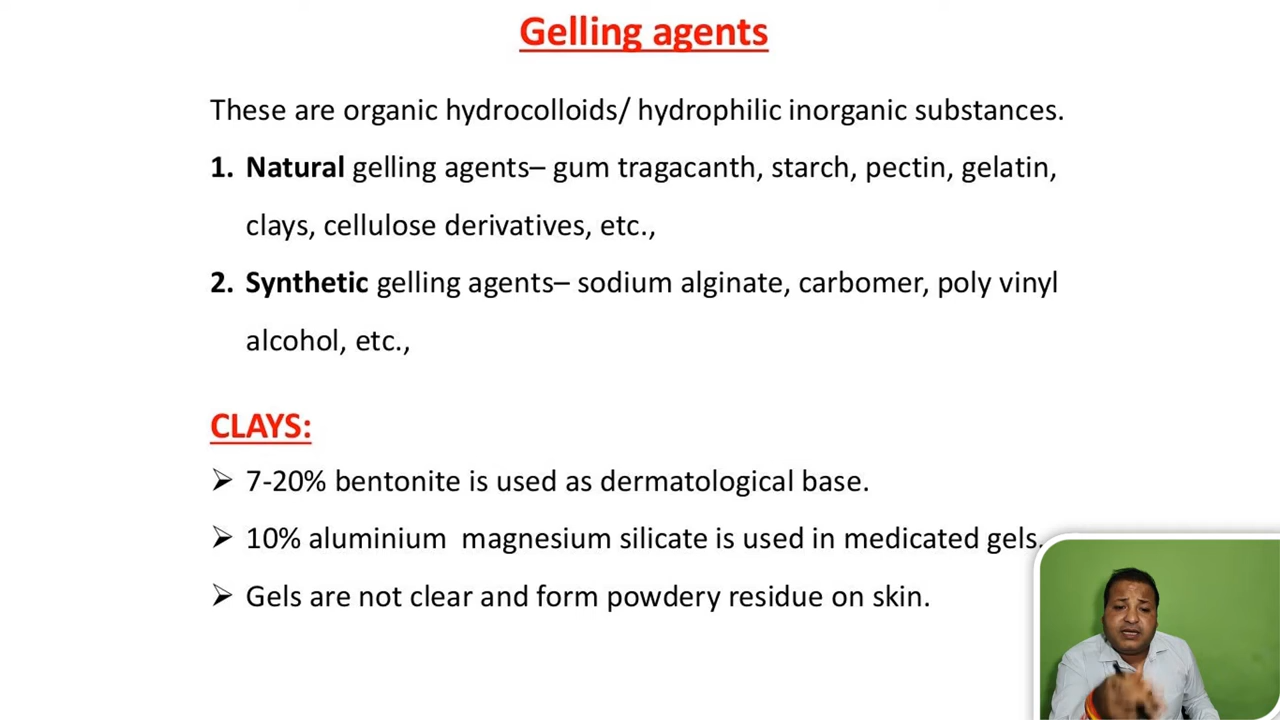 Gelling agents
These are organic hydrocolloids/ hydrophilic inorganic substances.
1. Natural gelling agents– gum tragacanth, starch, pectin, gelatin,
clays, cellulose derivatives, etc.,
2. Synthetic gelling agents– sodium alginate, carbomer, poly vinyl
alcohol, etc.,
CLAYS:
➢ 7-20% bentonite is used as dermatological base.
➢ 10% aluminium magnesium silicate is used in medicated gels.
➢ Gels are not clear and form powdery residue on skin.